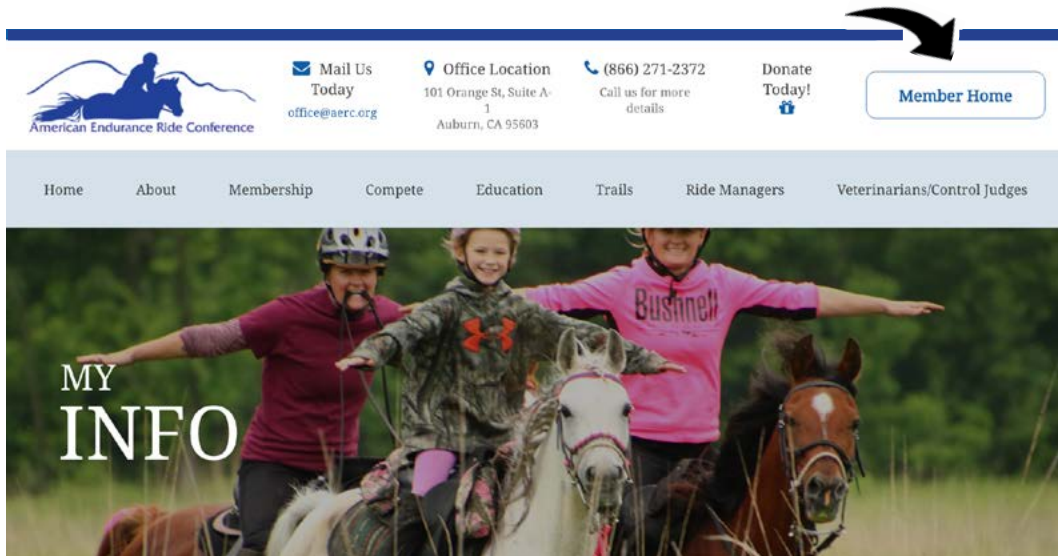 American Endurance Ride Conference
Mail Us
Today
office@aerc.org
Office Location
101 Orange St, Suite A-
1
Auburn, CA 95603
(866) 271-2372
Call us for more
details
Donate
Today!
Member Home
Home About Membership Compete Education Trails Ride Managers Veterinarians/Control Judges
Bushnell
MY
INFO